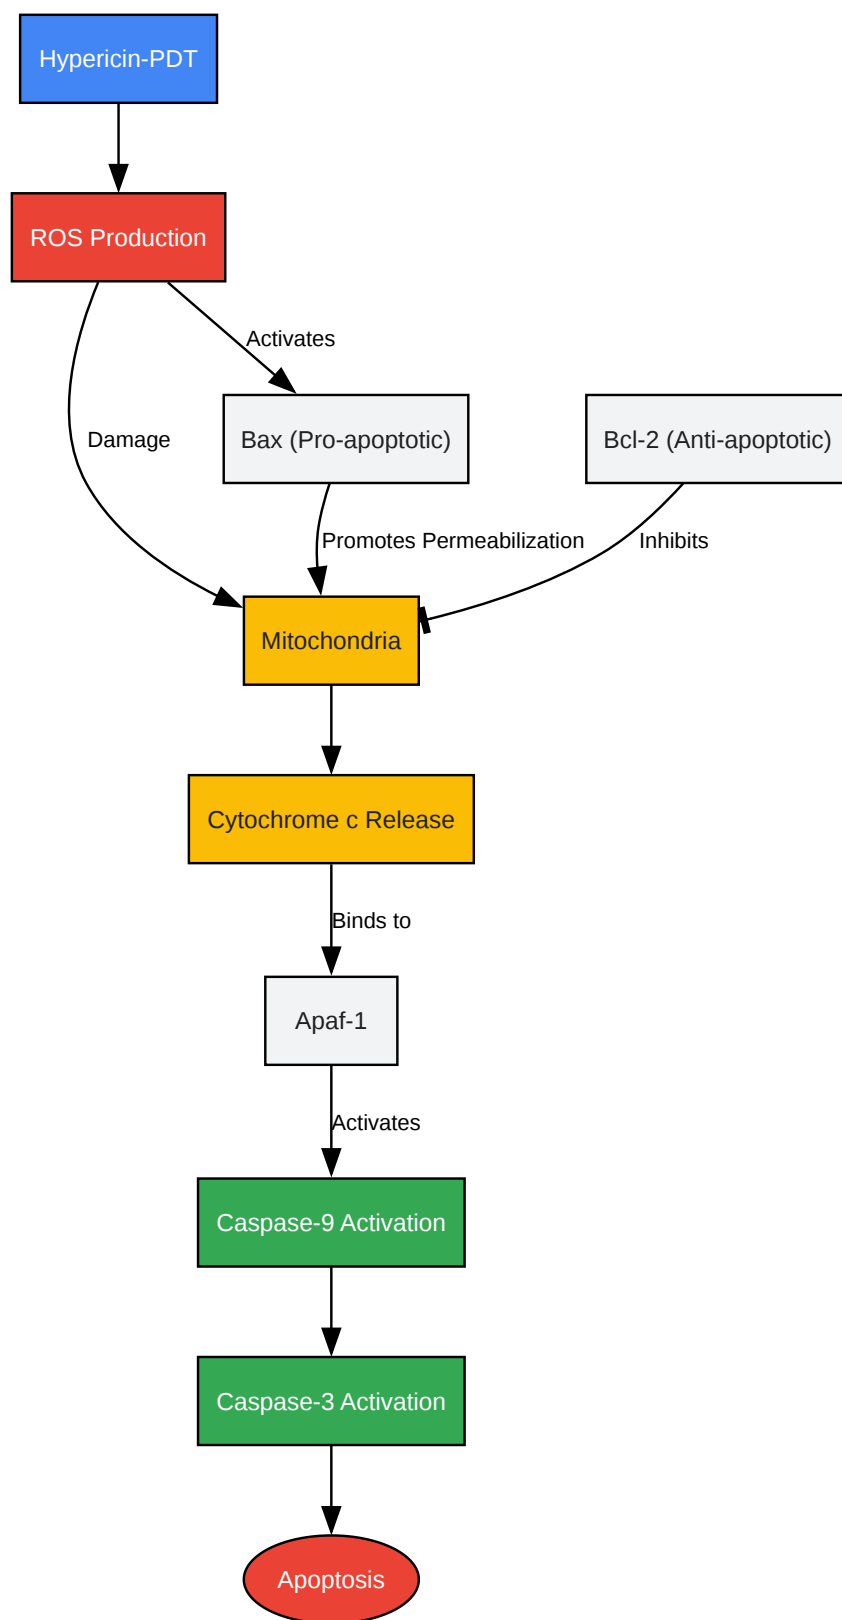 Hypericin-PDT
ROS Production
Activates
Damage
Bax (Pro-apoptotic)
Bcl-2 (Anti-apoptotic)
Promotes Permeabilization
Inhibits
Mitochondria
Cytochrome c Release
Binds to
Apaf-1
Activates
Caspase-9 Activation
Caspase-3 Activation
Apoptosis